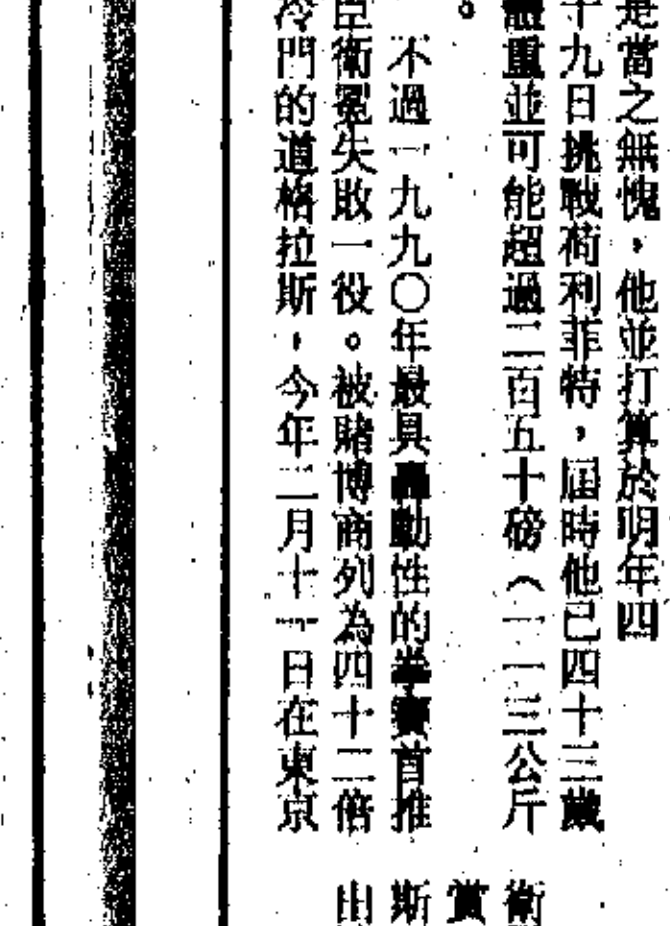 是當之無愧,他並打算於明年四
十九日挑戰荷利菲特,屆時他已四十三歲
體重並可能超過二百五十磅(一一三公斤
。
不過一九九〇年最具轟動性的拳賽首推
臣衛冕失敗一役。被賭博商列為四十二倍
冷門的道格拉斯,今年二月十一日在東京
衛
賞
斯
由